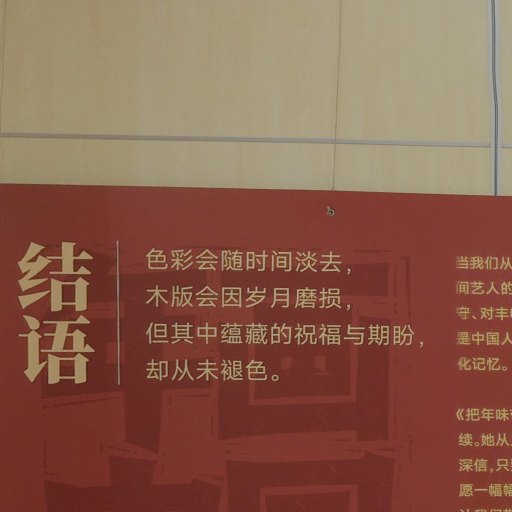 结语
色彩会随时间淡去，
木版会因岁月磨损，
但其中蕴藏的祝福与期盼，
却从未褪色。
当我们从
间艺人的
守、对丰
是中国人
化记忆。
《把年味
续。她从
深信，只
愿一幅幅